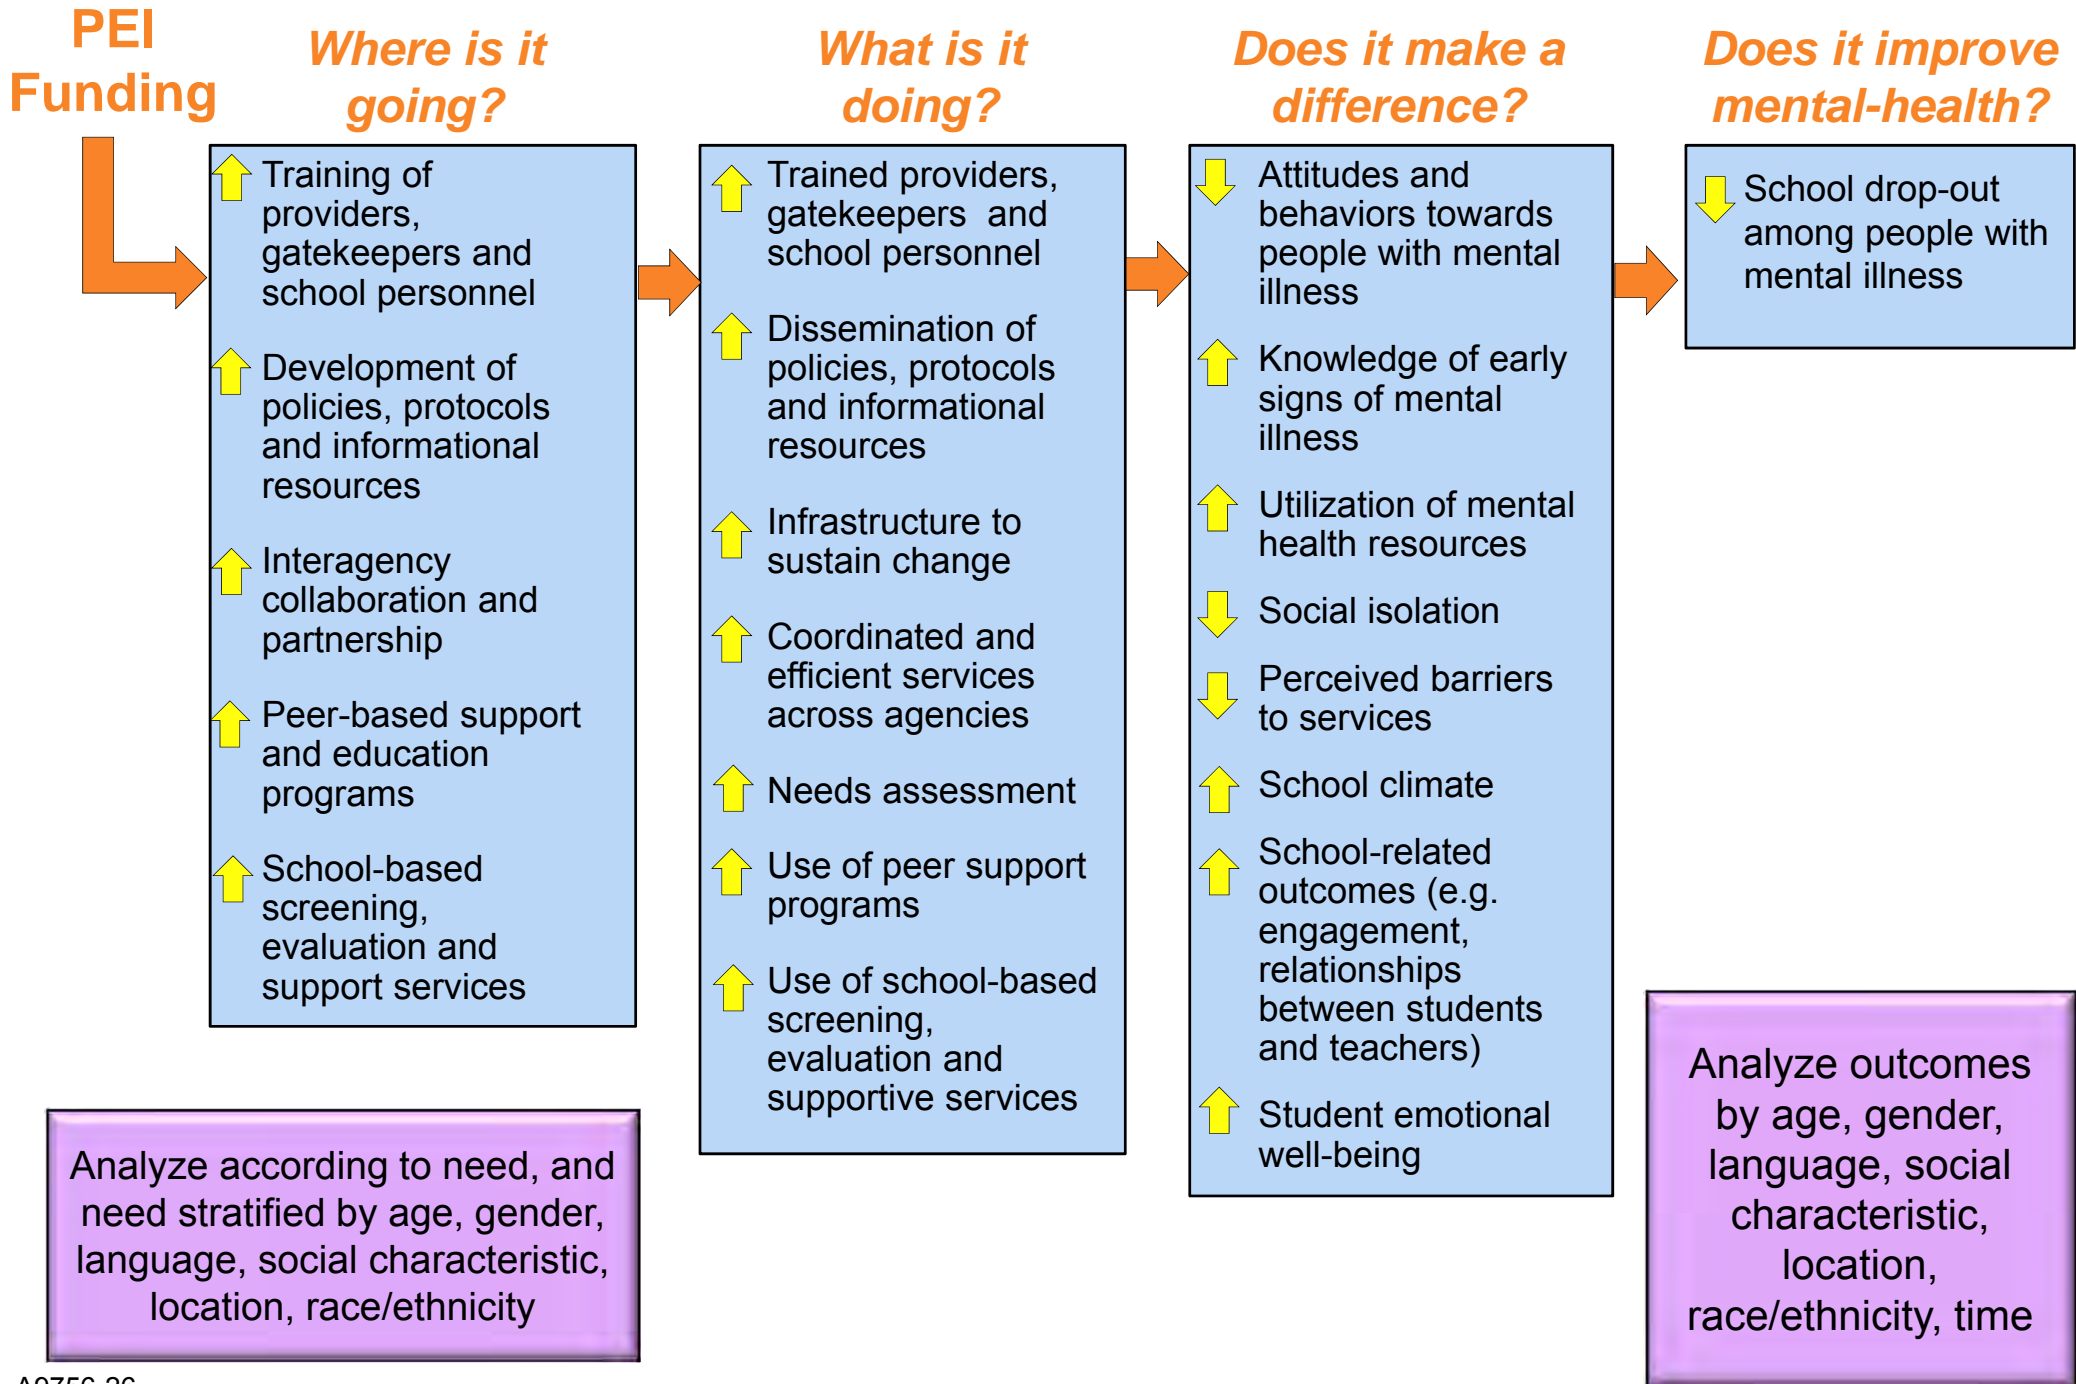 PEI
Funding
Where is it
going?
What is it
doing?
Does it make a
difference?
Does it improve
mental-health?
Training of
providers,
gatekeepers and
school personnel
Development of
policies, protocols
and informational
resources
Interagency
collaboration and
partnership
Peer-based support
and education
programs
School-based
screening,
evaluation and
support services
Trained providers,
gatekeepers and
school personnel
Dissemination of
policies, protocols
and informational
resources
Infrastructure to
sustain change
Coordinated and
efficient services
across agencies
Needs assessment
Use of peer support
programs
Use of school-based
screening,
evaluation and
supportive services
Attitudes and
behaviors towards
people with mental
illness
Knowledge of early
signs of mental
illness
Utilization of mental
health resources
Social isolation
Perceived barriers
to services
School climate
School-related
outcomes (e.g.
engagement,
relationships
between students
and teachers)
Student emotional
well-being
School drop-out
among people with
mental illness
Analyze according to need, and
need stratified by age, gender,
language, social characteristic,
location, race/ethnicity
Analyze outcomes
by age, gender,
language, social
characteristic,
location,
race/ethnicity, time